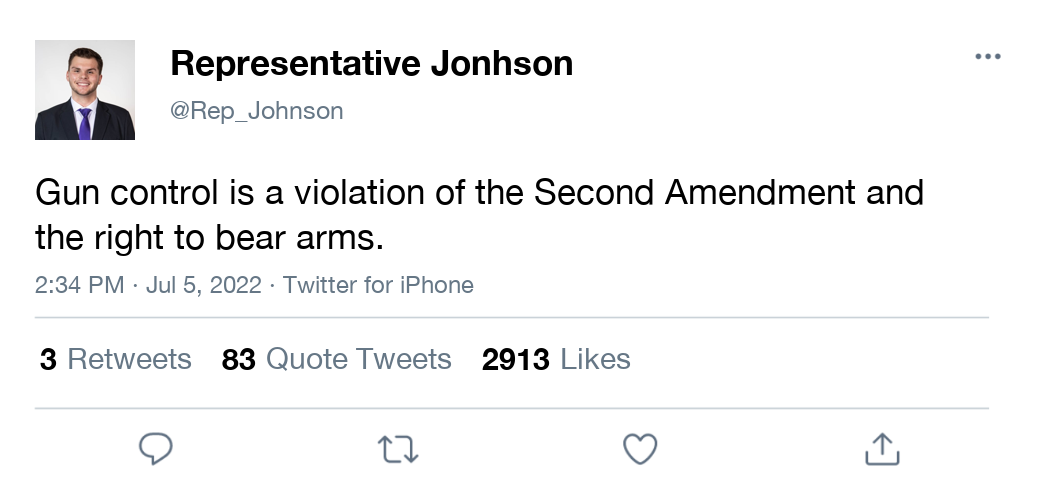 Representative Jonhson
@Rep_Johnson
Gun control is a violation of the Second Amendment and
the right to bear arms.
2:34 PM · Jul 5, 2022 · Twitter for iPhone
3 Retweets 83 Quote Tweets 2913 Likes